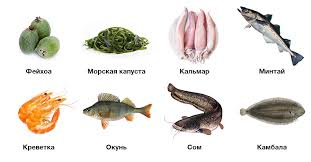 Фейхоа Морская капуста Кальмар Минтай
Креветка Окунь Сом Камбала